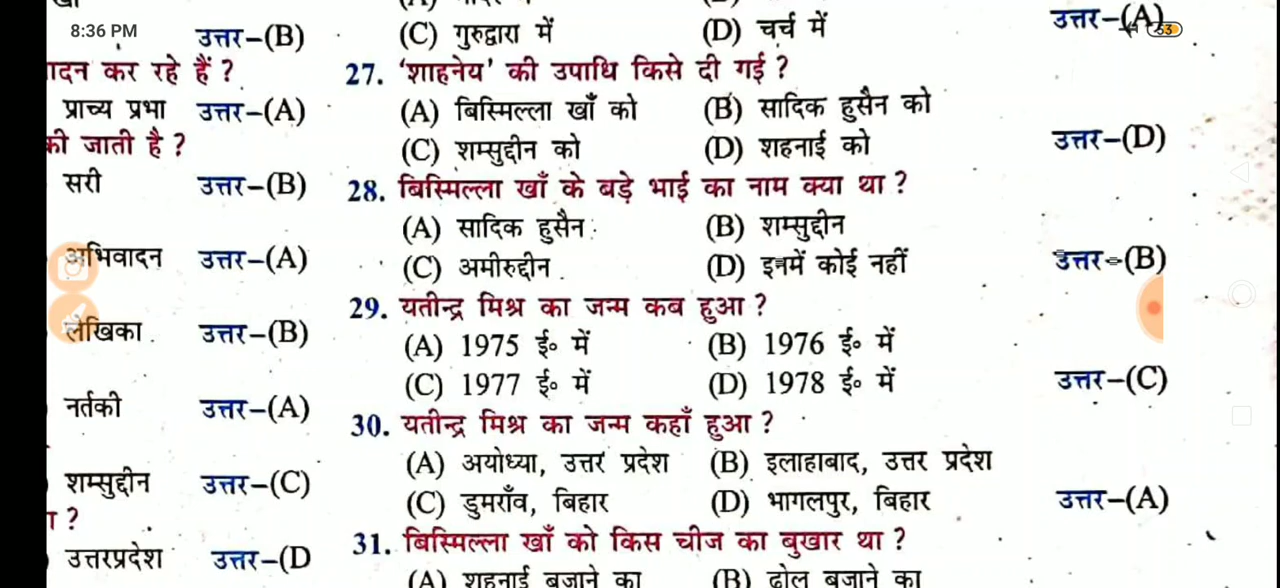 8:36 PM
53
उत्तर–(B)
ादन कर रहे हैं ?
प्राच्य प्रभा उत्तर–(A)
की जाती है ?
सरी उत्तर–(B)
अभिवादन उत्तर–(A)
लेखिका उत्तर–(B)
नर्तकी उत्तर–(A)
शम्सुद्दीन उत्तर–(C)
? 
उत्तरप्रदेश उत्तर–(D
(C) गुरुद्वारा में (D) चर्च में उत्तर–(A)
27. ‘शाहनेय’ की उपाधि किसे दी गई ?
(A) बिस्मिल्ला खाँ को (B) सादिक हुसैन को
(C) शम्सुद्दीन को (D) शहनाई को उत्तर–(D)
28. बिस्मिल्ला खाँ के बड़े भाई का नाम क्या था ?
(A) सादिक हुसैन (B) शम्सुद्दीन
(C) अमीरुद्दीन (D) इनमें कोई नहीं उत्तर–(B)
29. यतीन्द्र मिश्र का जन्म कब हुआ ?
(A) 1975 ई० में (B) 1976 ई० में
(C) 1977 ई० में (D) 1978 ई० में उत्तर–(C)
30. यतीन्द्र मिश्र का जन्म कहाँ हुआ ?
(A) अयोध्या, उत्तर प्रदेश (B) इलाहाबाद, उत्तर प्रदेश
(C) डुमराँव, बिहार (D) भागलपुर, बिहार उत्तर–(A)
31. बिस्मिल्ला खाँ को किस चीज का बुखार था ?
(A) शहनाई बजाने का (B) ढोल बजाने का